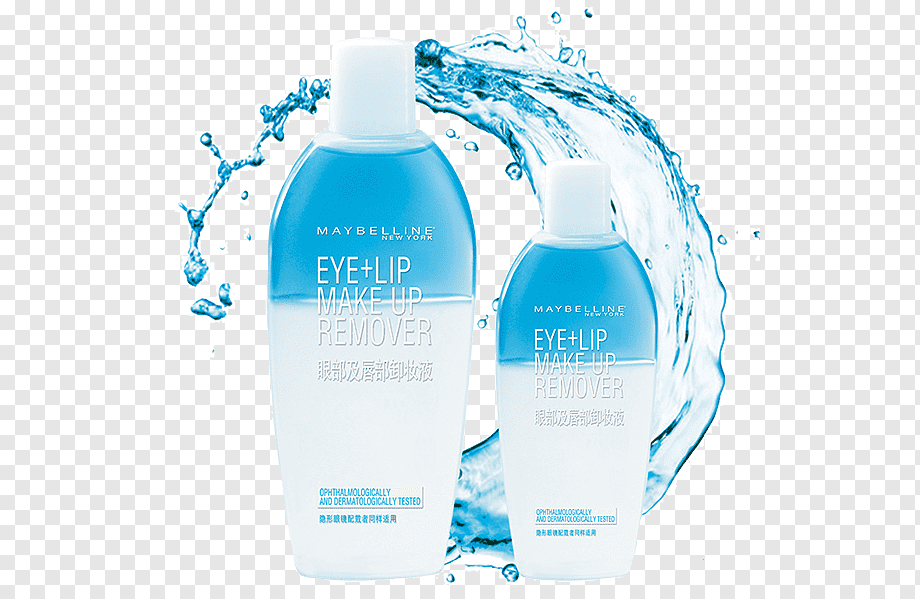 MAYBELLINE
NEW YORK
EYE+LIP
MAKE UP
REMOVER
眼部及唇部卸妆液
OPHTHALMOLOGICALLY
AND DERMATOLOGICALLY TESTED
隐形眼镜配戴者同样适用
MAYBELLINE
NEW YORK
EYE+LIP
MAKE UP
REMOVER
眼部及唇部卸妆液
OPHTHALMOLOGICALLY
AND DERMATOLOGICALLY TESTED
隐形眼镜配戴者同样适用